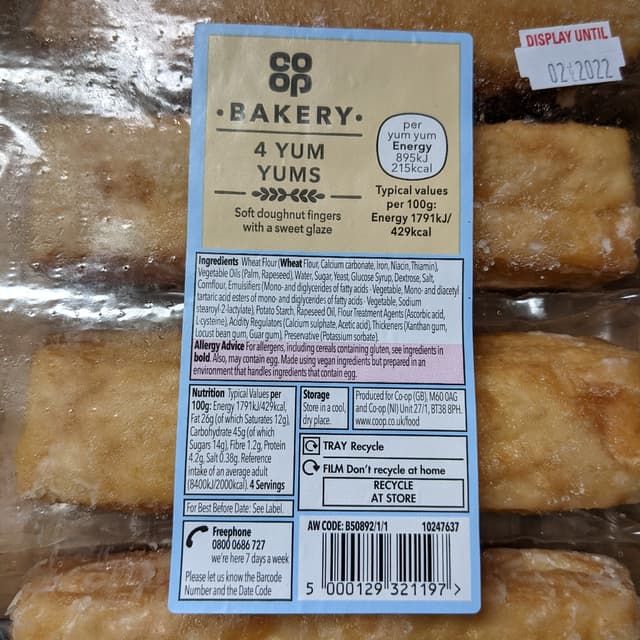 DISPLAY UNTIL
02 2022
CO
OP
·BAKERY·
4 YUM
YUMS
Soft doughnut fingers
with a sweet glaze
per
yum yum
Energy
895kJ
215kcal
Typical values
per 100g:
Energy 1791kJ/
429kcal
Ingredients Wheat Flour (Wheat Flour, Calcium carbonate, Iron, Niacin, Thiamin),
Vegetable Oils (Palm, Rapeseed), Water, Sugar, Yeast, Glucose Syrup, Dextrose, Salt,
Cornflour, Emulsifiers (Mono- and diglycerides of fatty acids - Vegetable, Mono- and diacetyl
tartaric acid esters of mono- and diglycerides of fatty acids - Vegetable, Sodium
stearoyl-2-lactylate), Potato Starch, Rapeseed Oil, Flour Treatment Agents (Ascorbic acid,
L-cysteine), Acidity Regulators (Calcium sulphate, Acetic acid), Thickeners (Xanthan gum,
Locust bean gum, Guar gum), Preservative (Potassium sorbate).
Allergy Advice For allergens, including cereals containing gluten, see ingredients in
bold. Also, may contain egg. Made using vegan ingredients but prepared in an
environment that handles ingredients that contain egg.
Nutrition Typical Values per
100g: Energy 1791kJ/429kcal,
Fat 26g (of which Saturates 12g),
Carbohydrate 45g (of which
Sugars 14g), Fibre 1.2g, Protein
4.2g, Salt 0.38g. Reference
intake of an average adult
(8400kJ/2000kcal). 4 Servings
For Best Before Date: See Label.
Freephone
0800 0686 727
we're here 7 days a week
Please let us know the Barcode
Number and the Date Code
Storage
Store in a cool,
dry place.
Produced for Co-op (GB), M60 0AG
and Co-op (NI) Unit 27/1, BT38 8PH.
www.coop.co.uk/food
TRAY Recycle
FILM Don't recycle at home
RECYCLE
AT STORE
AW CODE: B50892/1/1 10247637
5 000129 321197 >